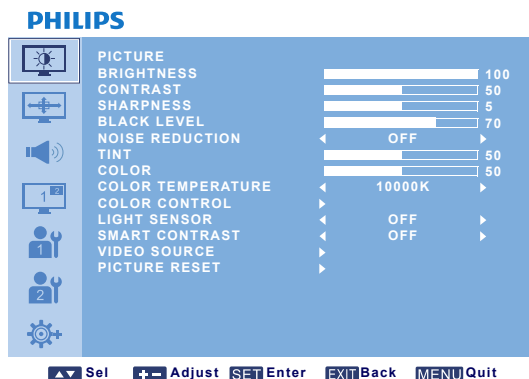 PHILIPS
PICTURE
BRIGHTNESS 100
CONTRAST 50
SHARPNESS 5
BLACK LEVEL 70
NOISE REDUCTION OFF
TINT 50
COLOR 50
COLOR TEMPERATURE 10000K
COLOR CONTROL
LIGHT SENSOR OFF
SMART CONTRAST OFF
VIDEO SOURCE
PICTURE RESET
1 2
1
2
Sel Adjust SET Enter EXIT Back MENU Quit